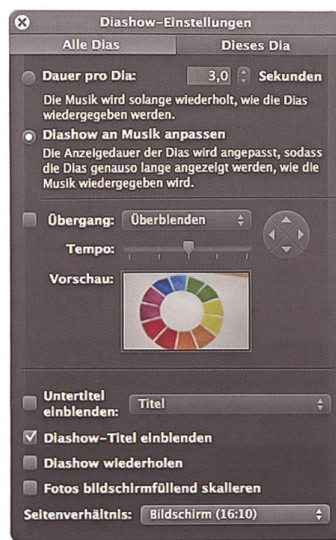 Diashow-Einstellungen
Alle Dias Dieses Dia
Dauer pro Dia: 3,0 Sekunden
Die Musik wird solange wiederholt, wie die Dias
wiedergegeben werden.
Diashow an Musik anpassen
Die Anzeigedauer der Dias wird angepasst, sodass
die Dias genauso lange angezeigt werden, wie die
Musik wiedergegeben wird.
Übergang: Überblenden
Tempo:
Vorschau:
Untertitel
einblenden: Titel
Diashow-Titel einblenden
Diashow wiederholen
Fotos bildschirmfüllend skalieren
Seitenverhältnis: Bildschirm (16:10)